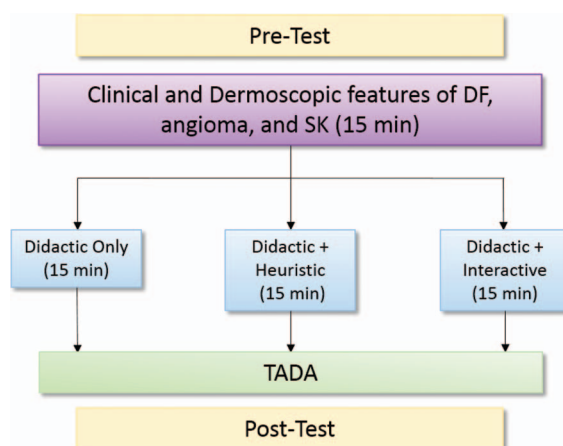 Pre-Test
Clinical and Dermoscopic features of DF,
angioma, and SK (15 min)
Didactic Only
(15 min)
Didactic +
Heuristic
(15 min)
Didactic +
Interactive
(15 min)
TADA
Post-Test